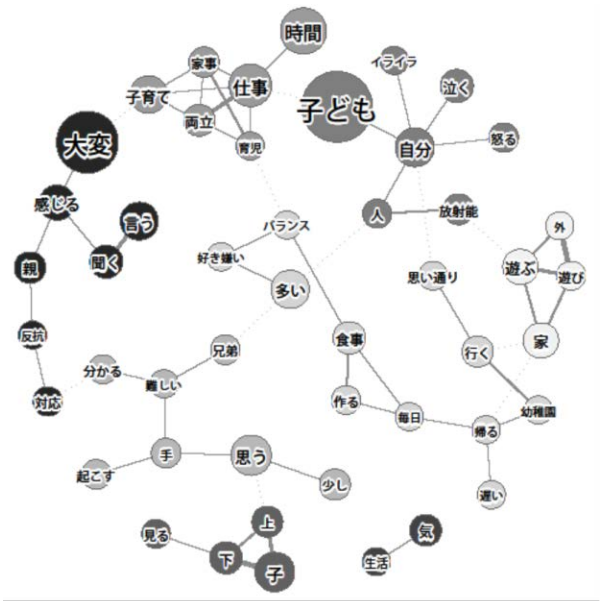 時間
家事
イライラ
仕事
泣く
子育て
子ども
両立
怒る
大変
育児
自分
感じる
言う
人
放射能
バランス
外
好き嫌い
聞く
親
遊ぶ
遊び
思い通り
多い
反抗
食事
家
兄弟
行く
分かる
難しい
対応
作る
毎日
幼稚園
帰る
手
思う
起こす
少し
遅い
上
見る
気
下
子
生活